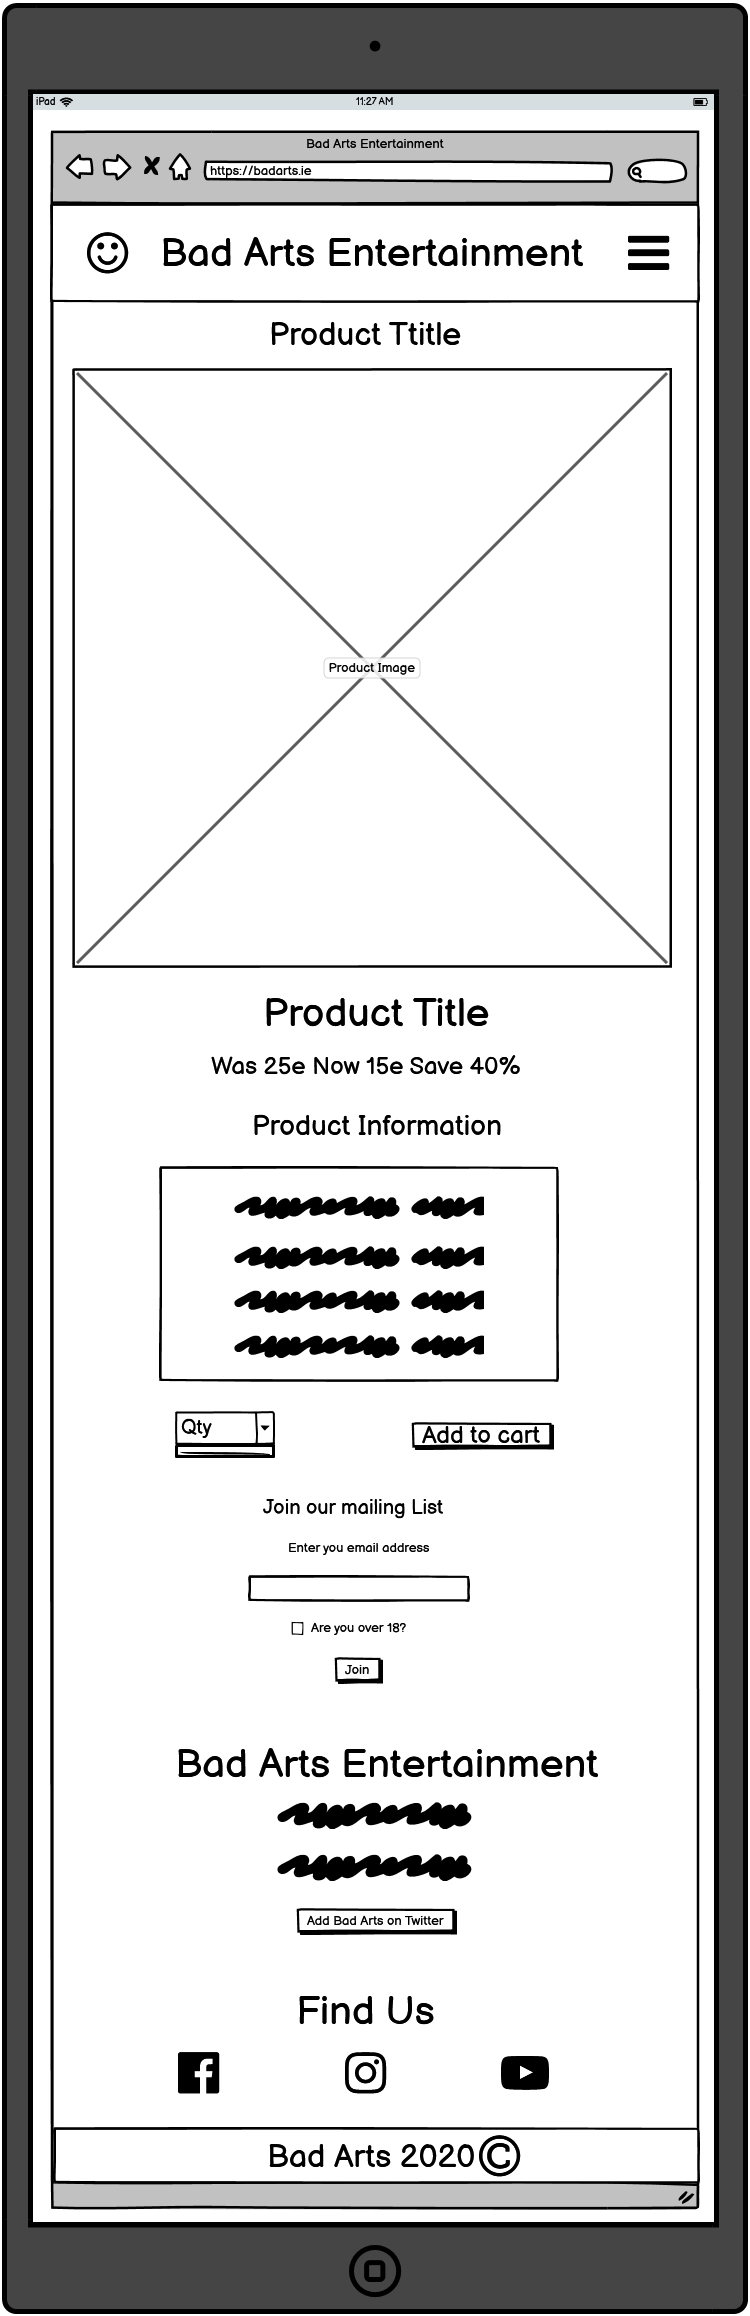 iPad
11:27 AM
Bad Arts Entertainment
https://badarts.ie
Bad Arts Entertainment
Product Ttitle
Product Image
Product Title
Was 25e Now 15e Save 40%
Product Information
Qty
Add to cart
Join our mailing List
Enter you email address
Are you over 18?
Join
Bad Arts Entertainment
Add Bad Arts on Twitter
Find Us
Bad Arts 2020 ©